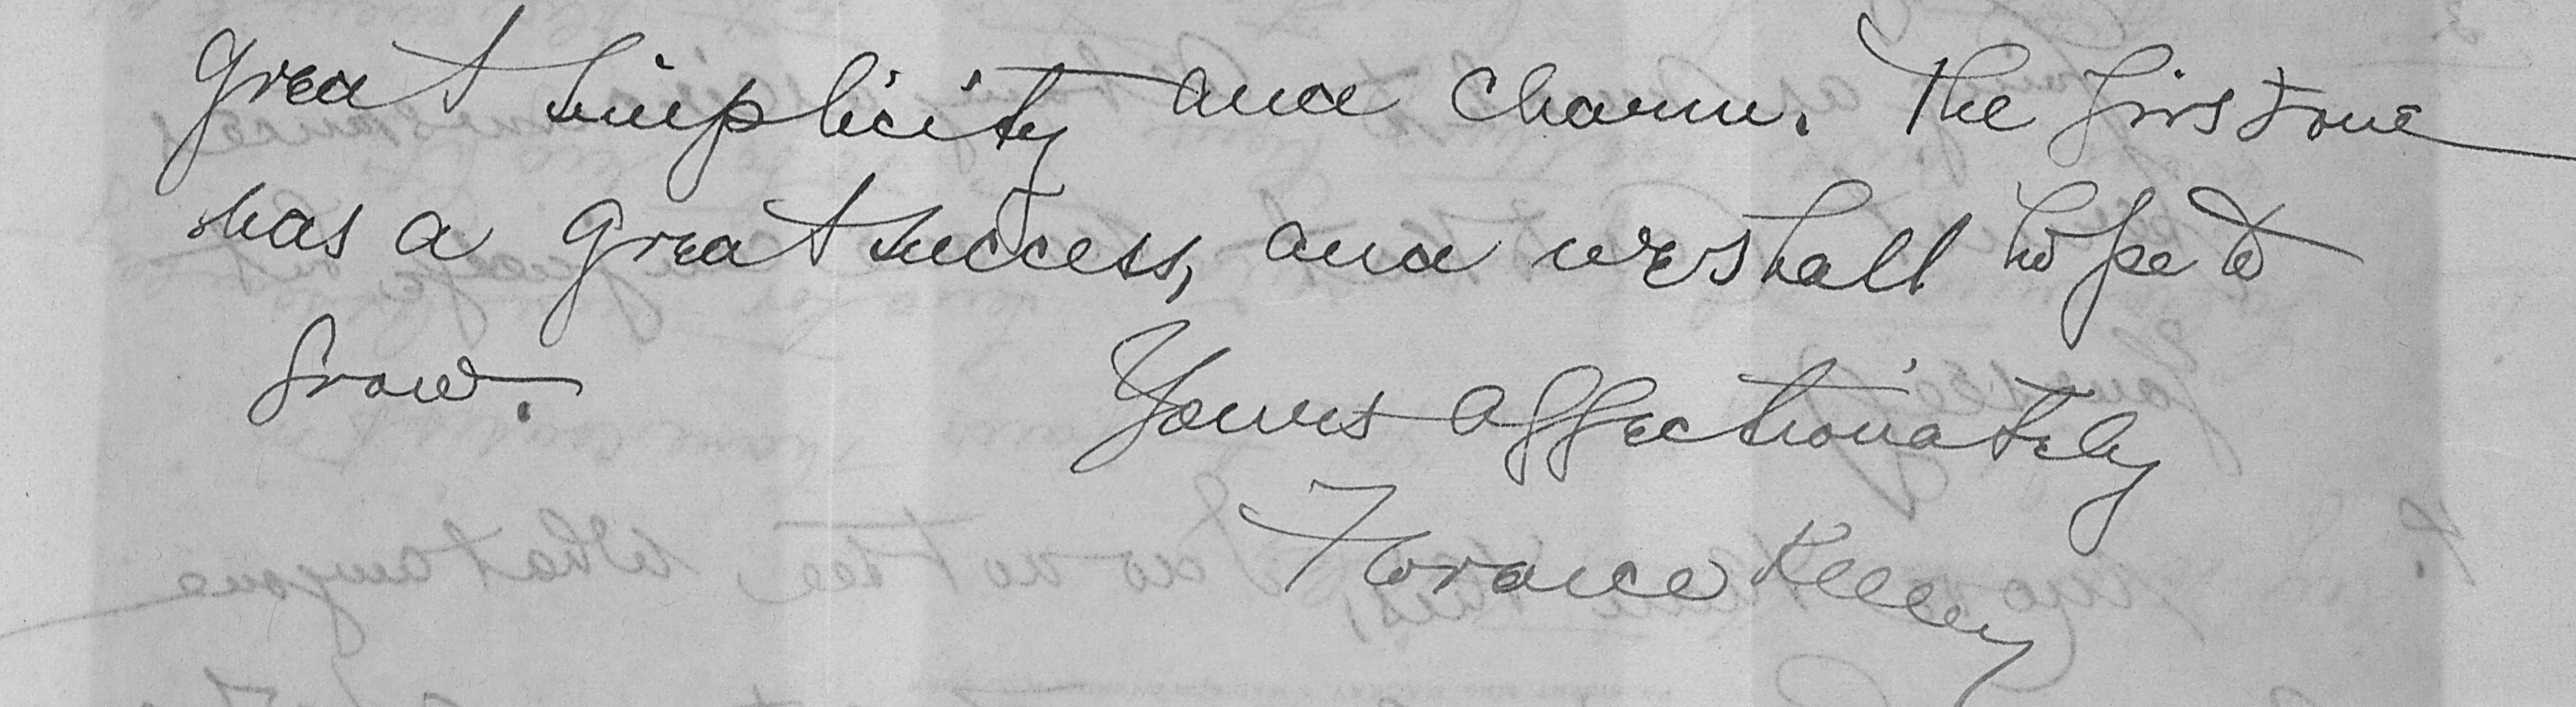 great simplicity and charm. The first one
was a great success, and we shall hope to
grow.
Yours affectionately
Florence Kelley